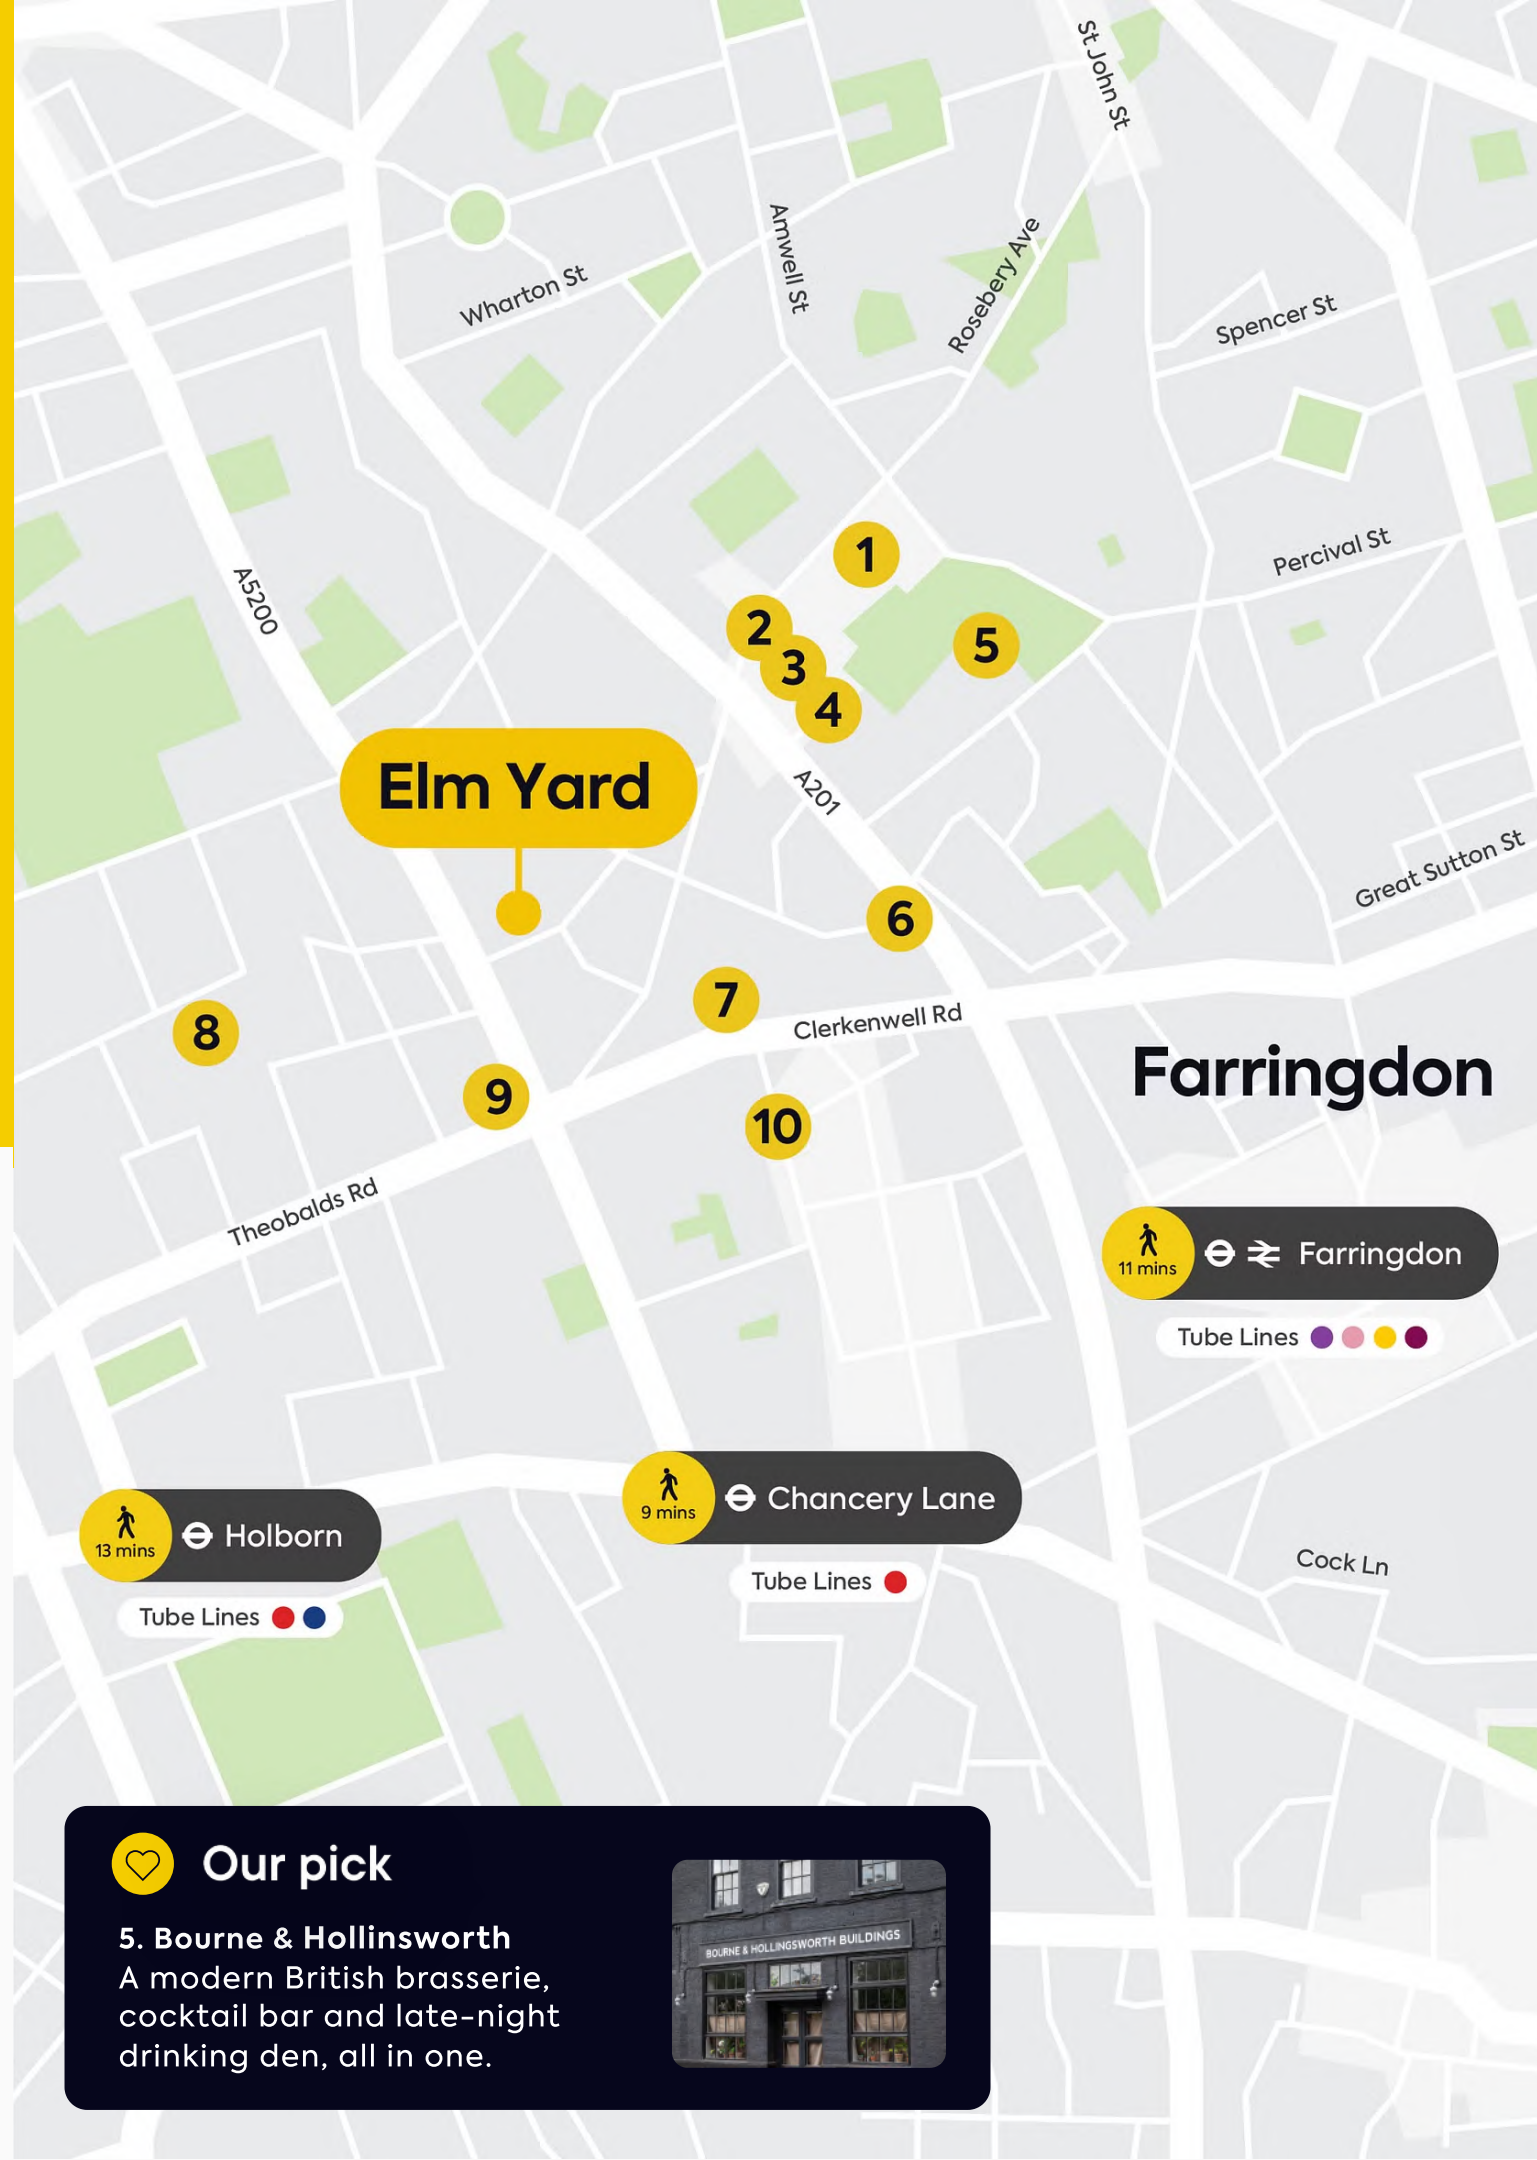 St John St
Amwell St
Rosebery Ave
Wharton St
Spencer St
Percival St
A5200
1
2
3
4
5
Elm Yard
A201
Great Sutton St
6
7
8
9
10
Clerkenwell Rd
Farringdon
Theobalds Rd
11 mins
Farringdon
Tube Lines
9 mins
Chancery Lane
Tube Lines
13 mins
Holborn
Tube Lines
Cock Ln
Our pick
5. Bourne & Hollinsworth
A modern British brasserie,
cocktail bar and late-night
drinking den, all in one.
BOURNE & HOLLINGSWORTH BUILDINGS